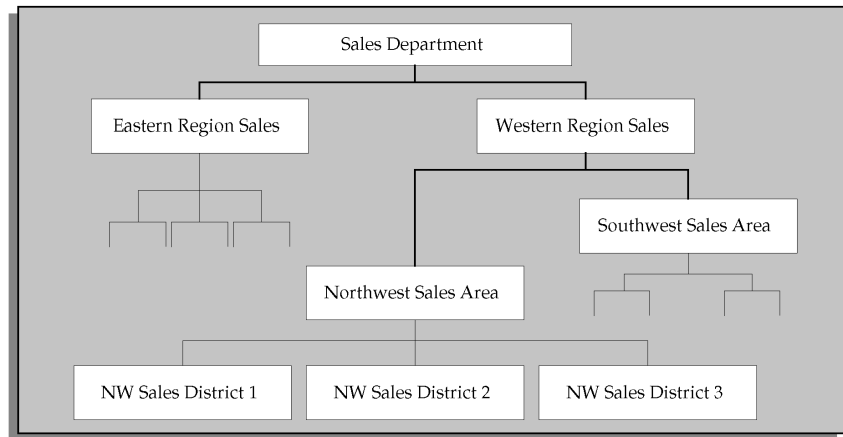 Sales Department
Eastern Region Sales
Western Region Sales
Southwest Sales Area
Northwest Sales Area
NW Sales District 1
NW Sales District 2
NW Sales District 3